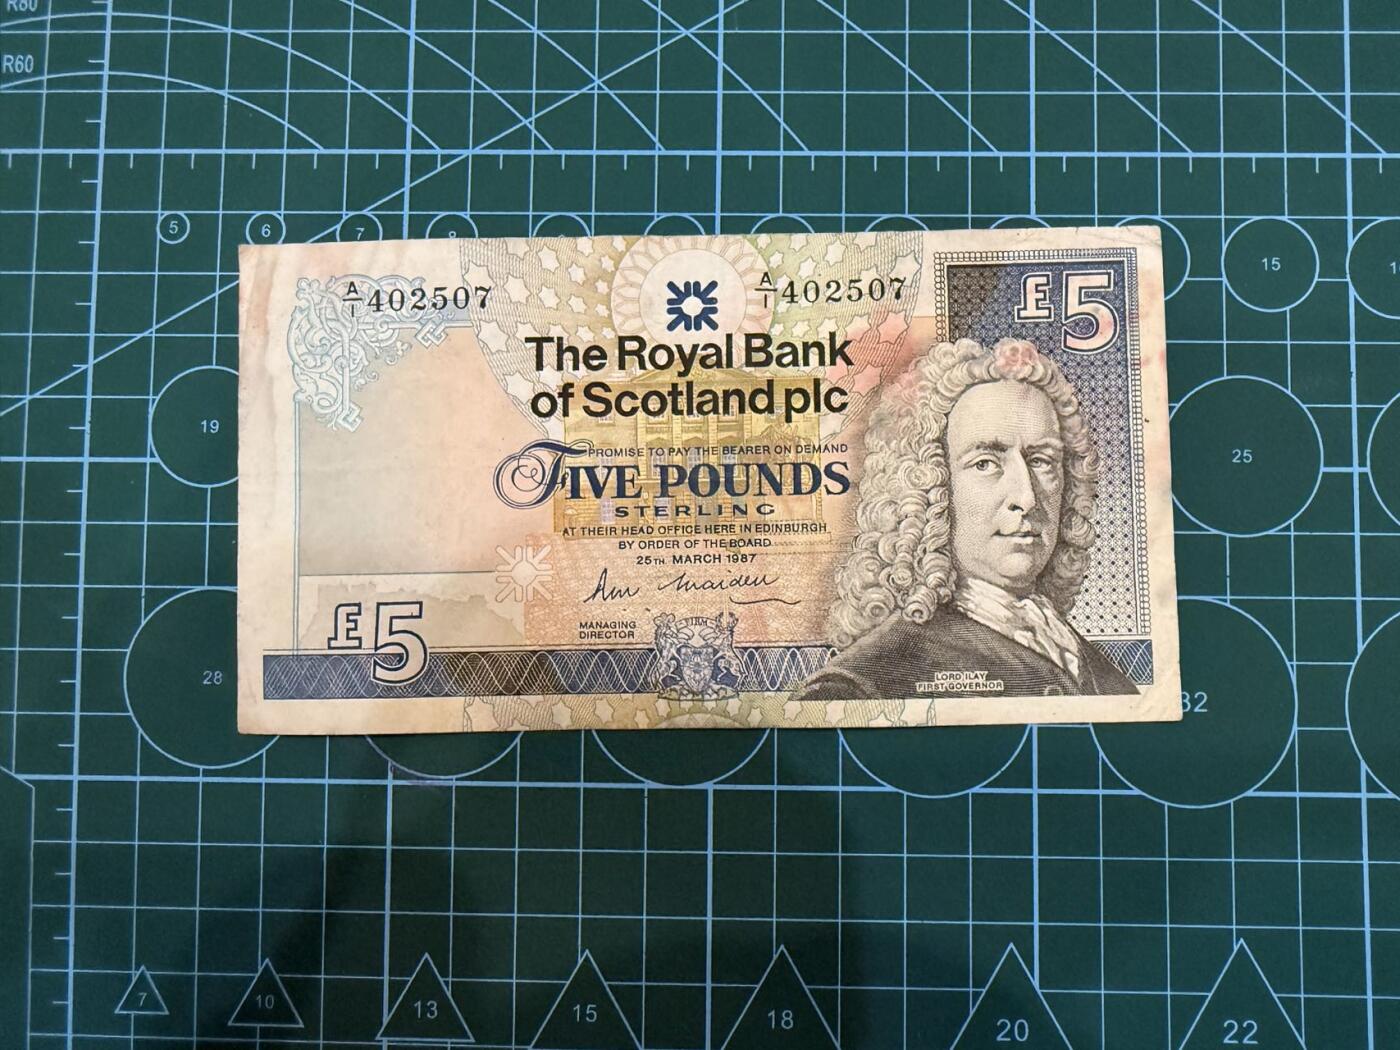 R80
R60
5
6
7
8
15
A/1 402507
A/1 402507
£5
The Royal Bank
of Scotland plc
19
PROMISE TO PAY THE BEARER ON DEMAND
FIVE POUNDS
STERLING
25
AT THEIR HEAD OFFICE HERE IN EDINBURGH
BY ORDER OF THE BOARD
25TH MARCH 1987
MANAGING
DIRECTOR
FIRM
£5
28
LORD ILAY
FIRST GOVERNOR
32
7
10
13
15
18
20
22